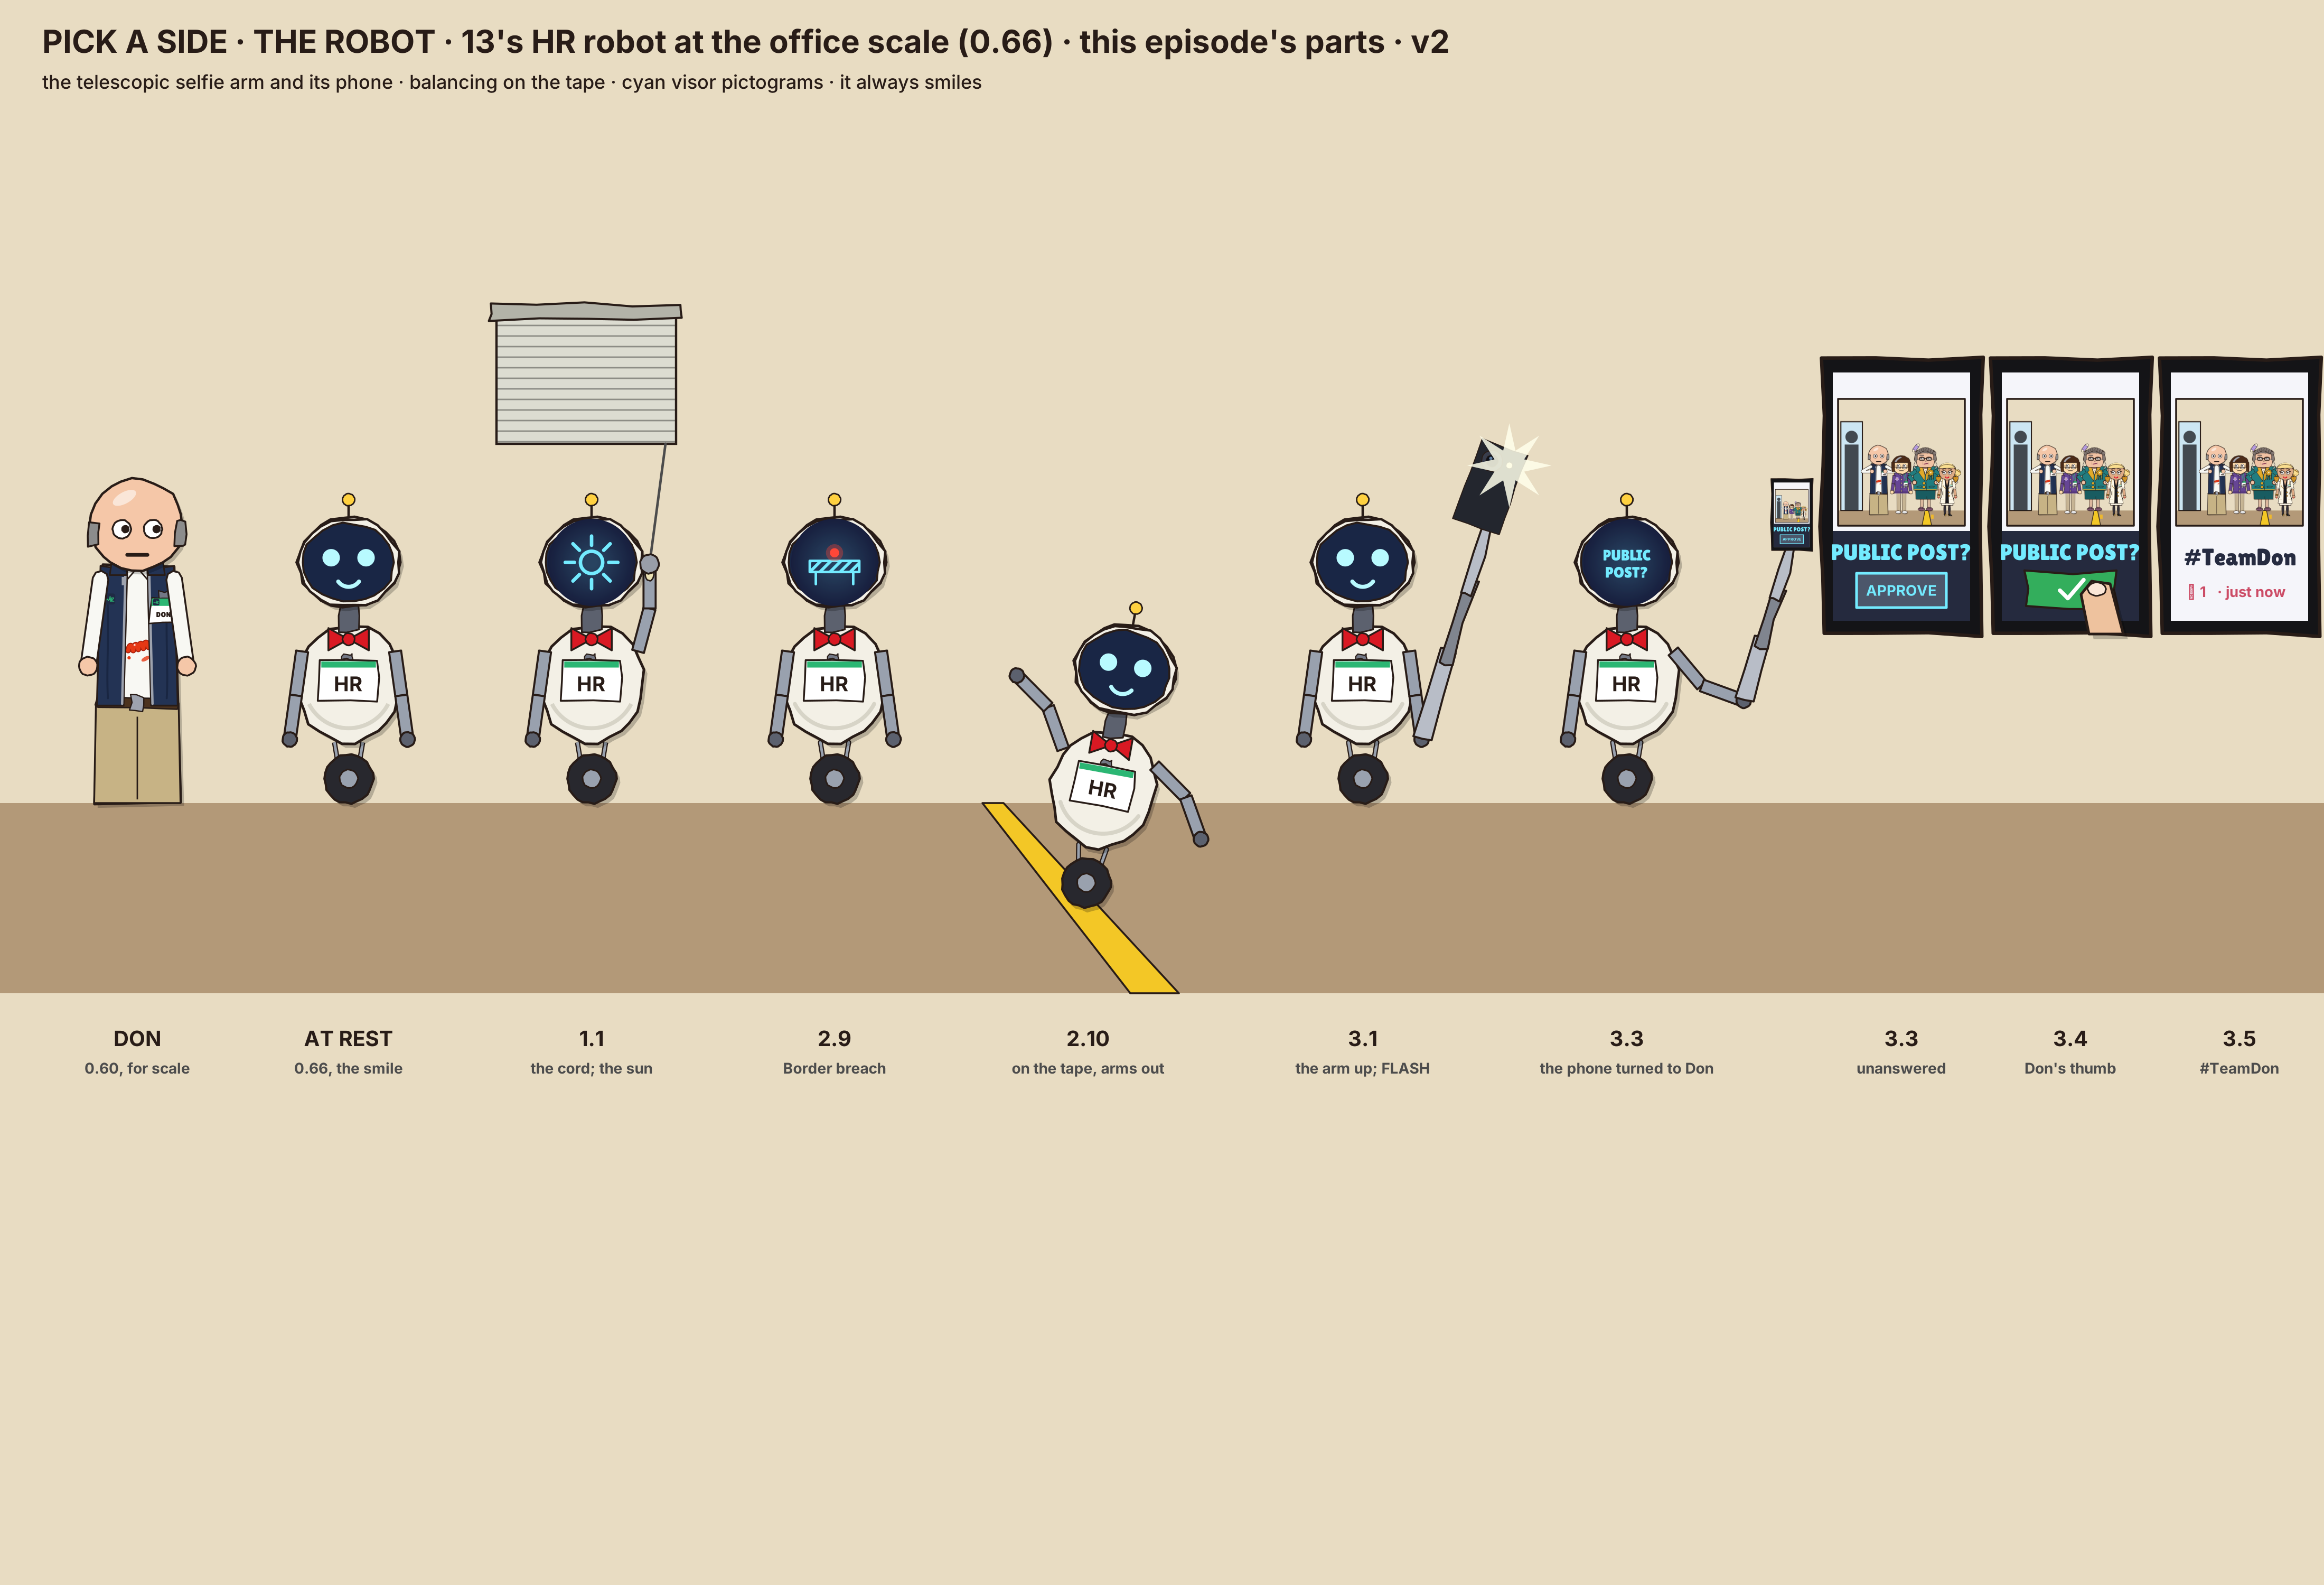 PICK A SIDE · THE ROBOT · 13's HR robot at the office scale (0.66) · this episode's parts · v2
the telescopic selfie arm and its phone · balancing on the tape · cyan visor pictograms · it always smiles
DON
HR
HR
HR
HR
HR
PUBLIC
POST?
HR
PUBLIC POST?
APPROVE
PUBLIC POST?
APPROVE
PUBLIC POST?
#TeamDon
1 · just now
DON
0.60, for scale
AT REST
0.66, the smile
1.1
the cord; the sun
2.9
Border breach
2.10
on the tape, arms out
3.1
the arm up; FLASH
3.3
the phone turned to Don
3.3
unanswered
3.4
Don's thumb
3.5
#TeamDon